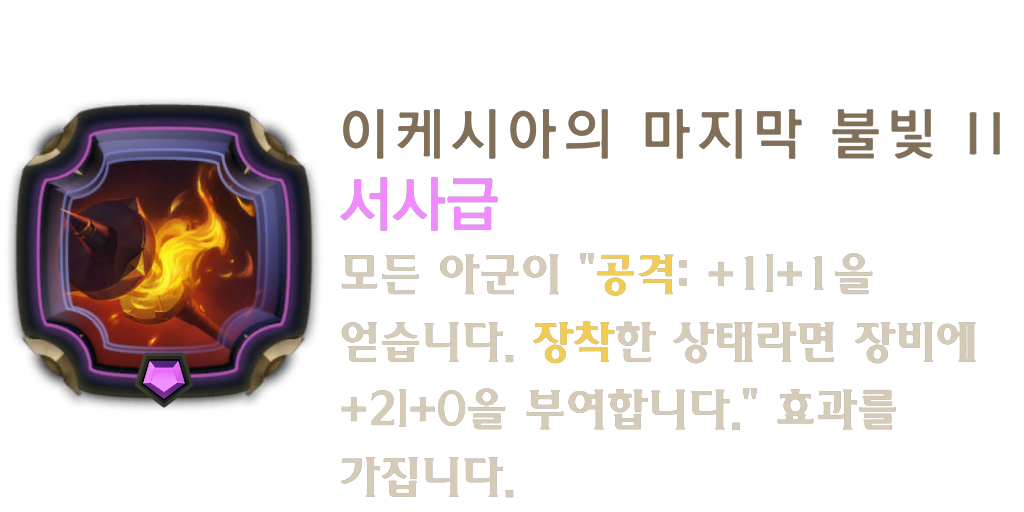 이케시아의 마지막 불빛 II
서사급
모든 아군이 "공격: +1|+1을
얻습니다. 장착한 상태라면 장비에
+2|+0을 부여합니다." 효과를
가집니다.